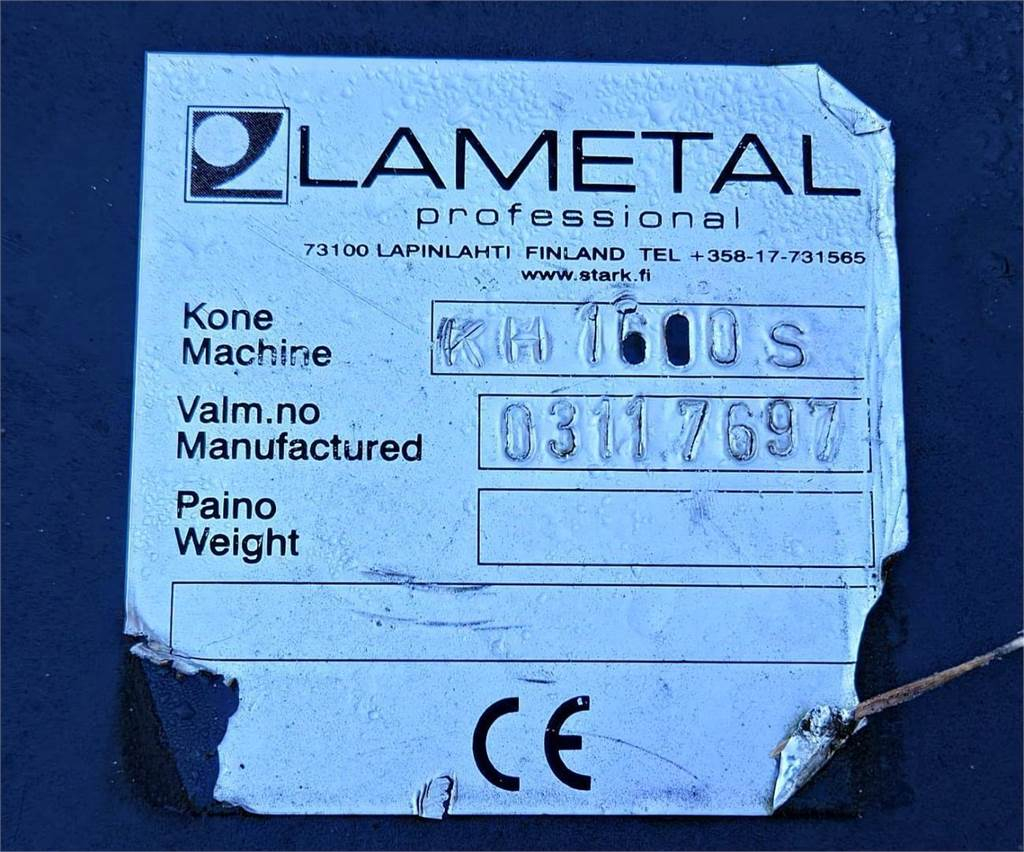 LAMETAL
professional
73100 LAPINLAHTI FINLAND TEL +358-17-731565
www.stark.fi
Kone
Machine
KH 1600 S
Valm.no
Manufactured
03117697
Paino
Weight
CE